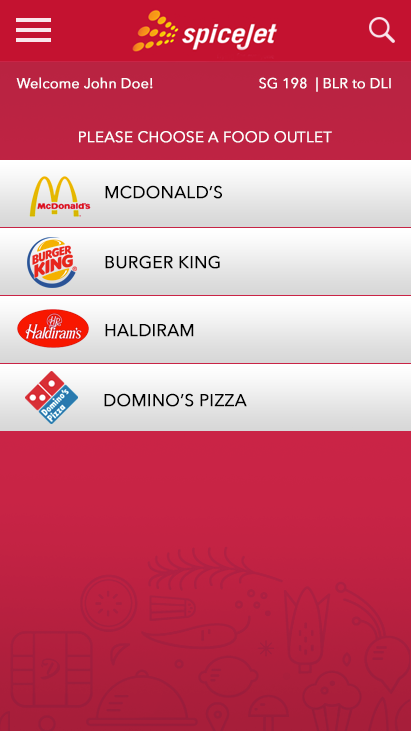 spiceJet
Welcome John Doe! SG 198 | BLR to DLI
PLEASE CHOOSE A FOOD OUTLET
McDonald's
MCDONALD'S
BURGER
KING
BURGER KING
HR
Haldiram's
HALDIRAM
Domino's
Pizza
DOMINO'S PIZZA